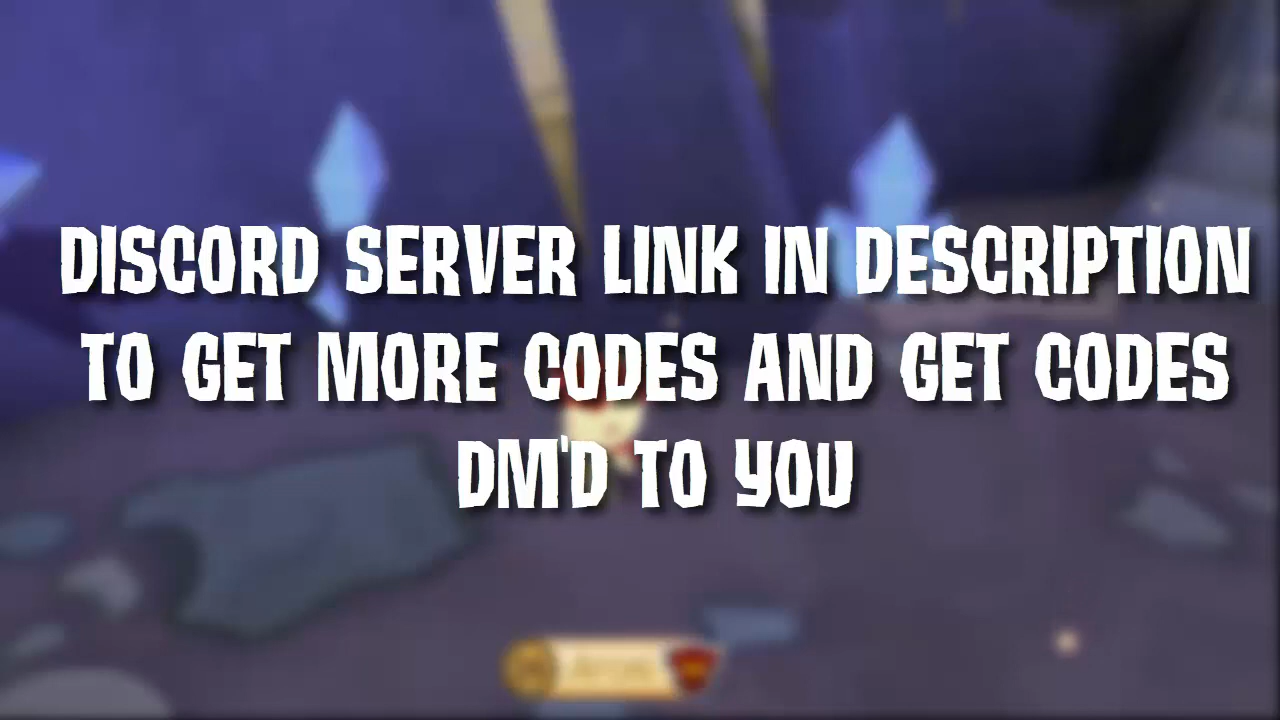 DISCORD SERVER LINK IN DESCRIPTION
TO GET MORE CODES AND GET CODES
DM'D TO YOU